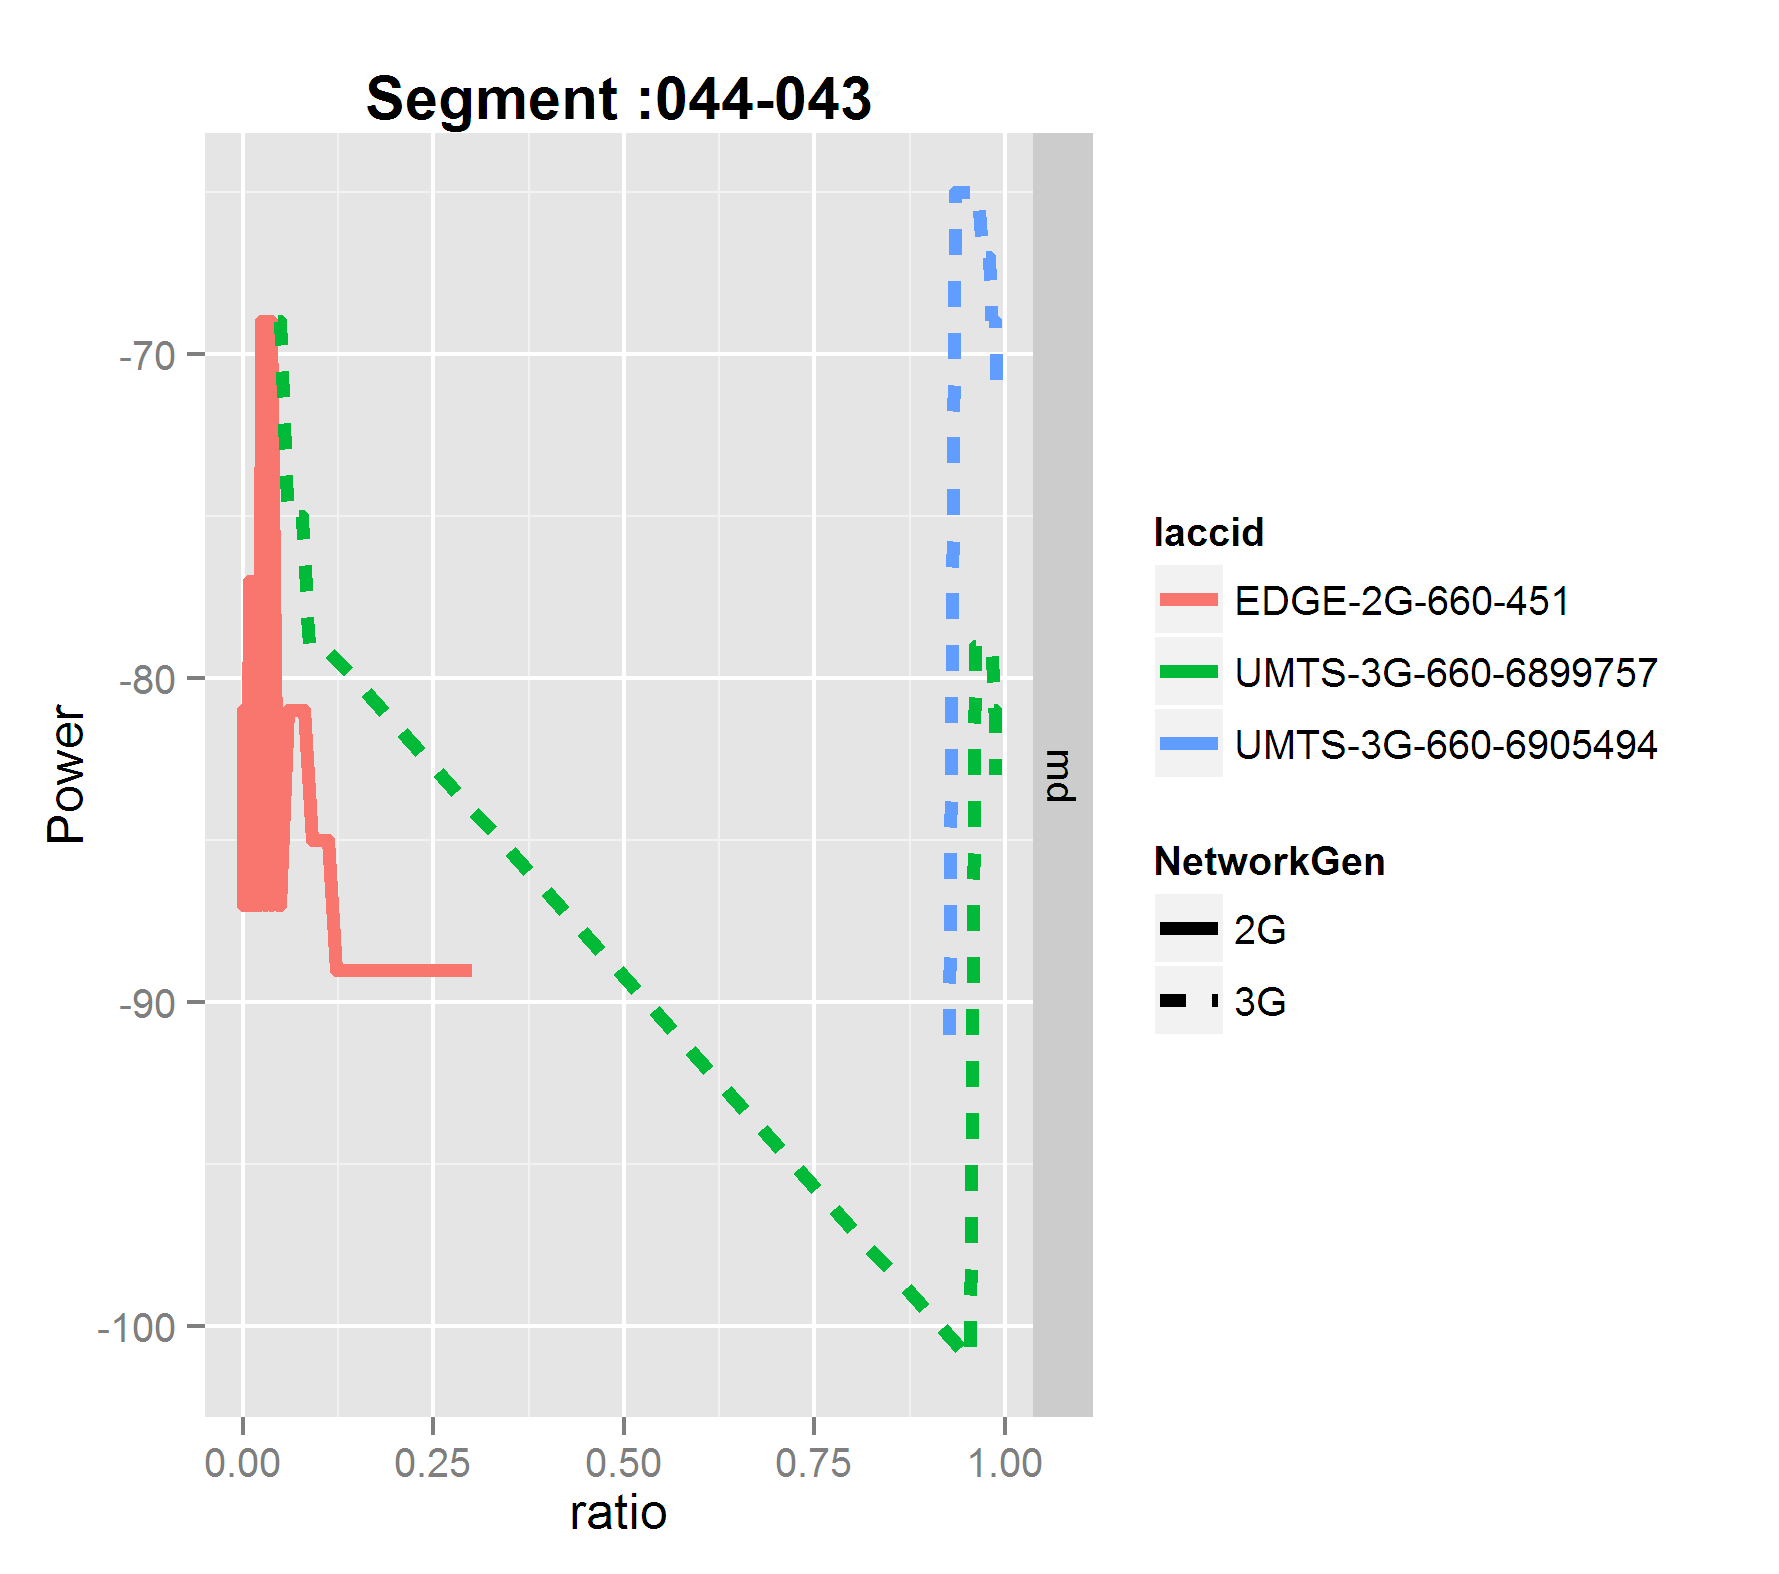 Segment :044-043
-70
-80
-90
-100
Power
0.00 0.25 0.50 0.75 1.00
ratio
md
laccid
EDGE-2G-660-451
UMTS-3G-660-6899757
UMTS-3G-660-6905494
NetworkGen
2G
3G